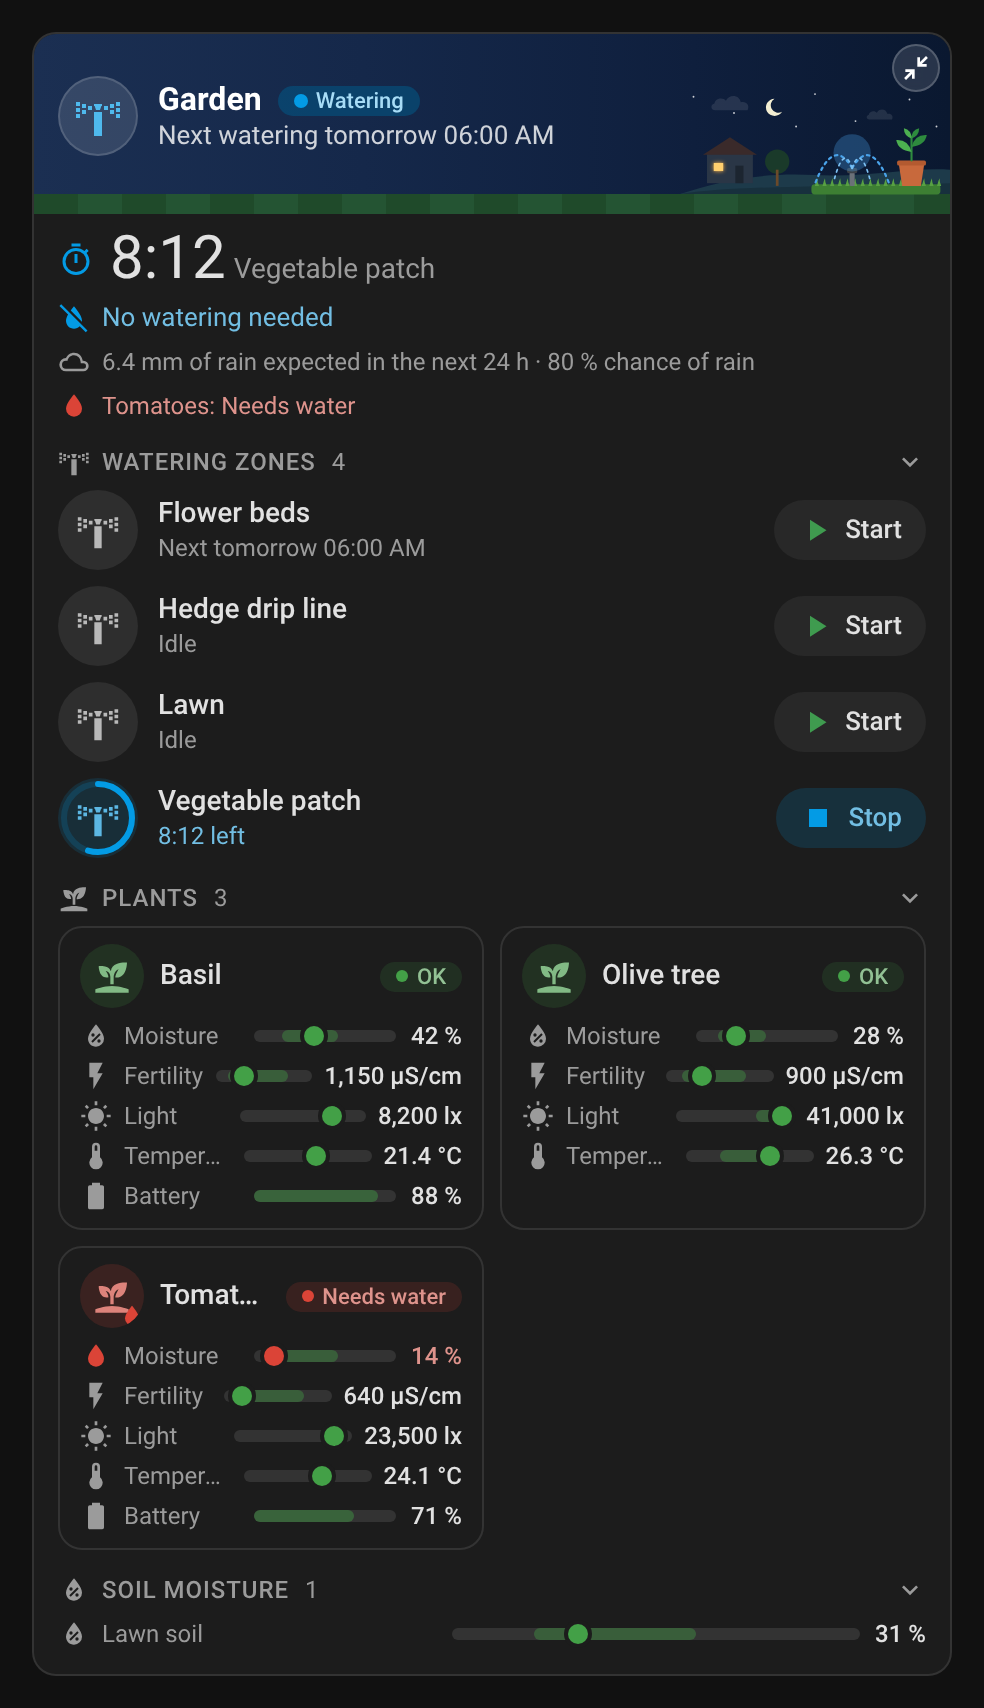 Garden Watering
Next watering tomorrow 06:00 AM
8:12 Vegetable patch
No watering needed
6.4 mm of rain expected in the next 24 h · 80 % chance of rain
Tomatoes: Needs water
WATERING ZONES 4
Flower beds
Next tomorrow 06:00 AM
Start
Hedge drip line
Idle
Start
Lawn
Idle
Start
Vegetable patch
8:12 left
Stop
PLANTS 3
Basil OK
Moisture 42 %
Fertility 1,150 µS/cm
Light 8,200 lx
Temper... 21.4 °C
Battery 88 %
Olive tree OK
Moisture 28 %
Fertility 900 µS/cm
Light 41,000 lx
Temper... 26.3 °C
Tomat... Needs water
Moisture 14 %
Fertility 640 µS/cm
Light 23,500 lx
Temper... 24.1 °C
Battery 71 %
SOIL MOISTURE 1
Lawn soil 31 %